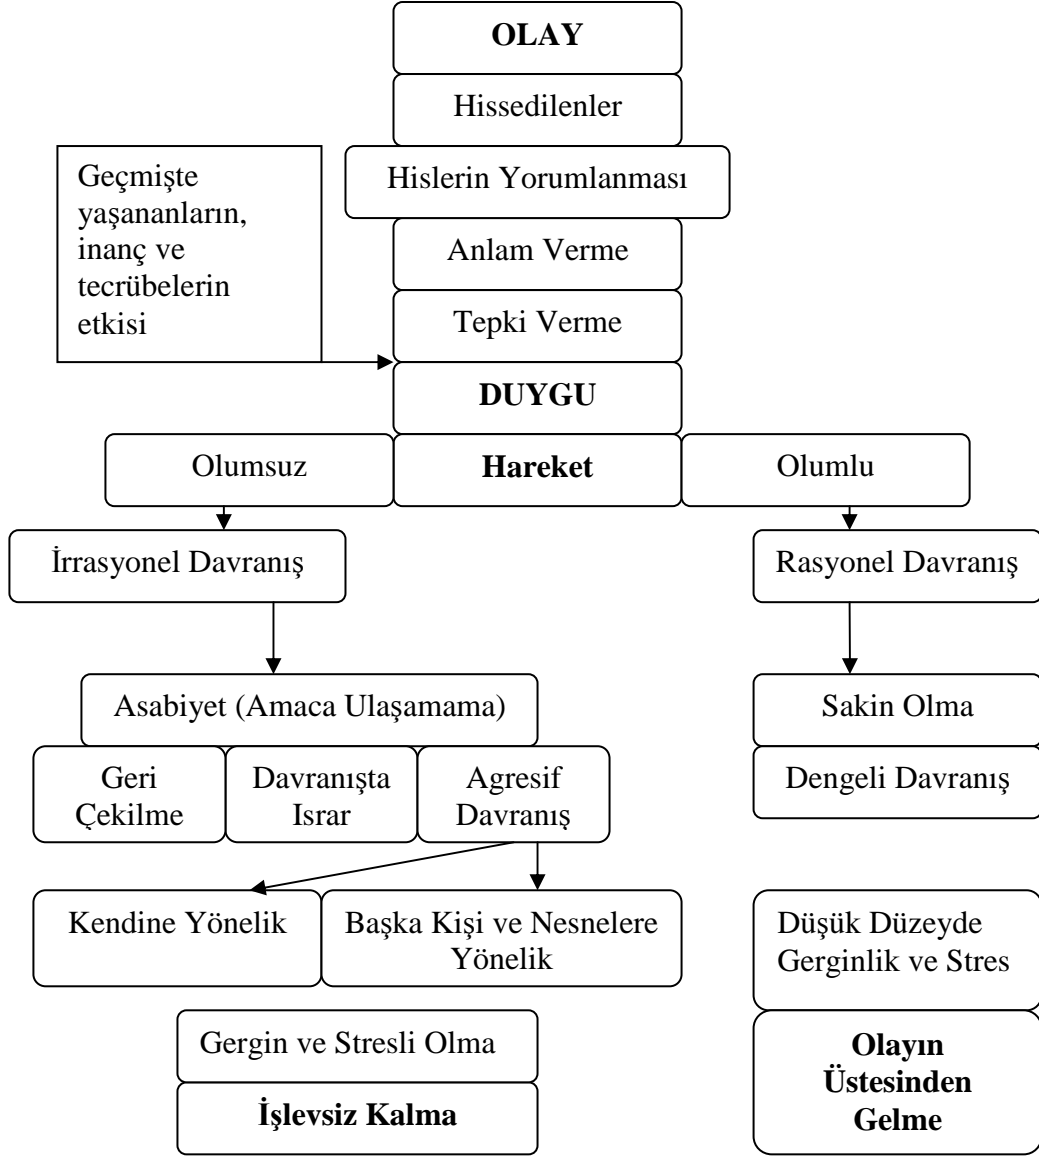 OLAY
Hissedilenler
Hislerin Yorumlanması
Geçmişte
yaşananların,
inanç ve
tecrübelerin
etkisi
Anlam Verme
Tepki Verme
DUYGU
Olumsuz
Hareket
Olumlu
İrrasyonel Davranış
Rasyonel Davranış
Asabiyet (Amaca Ulaşamama)
Sakin Olma
Geri
Çekilme
Davranışta
Israr
Agresif
Davranış
Dengeli Davranış
Kendine Yönelik
Başka Kişi ve Nesnelere
Yönelik
Düşük Düzeyde
Gerginlik ve Stres
Gergin ve Stresli Olma
İşlevsiz Kalma
Olayın
Üstesinden
Gelme